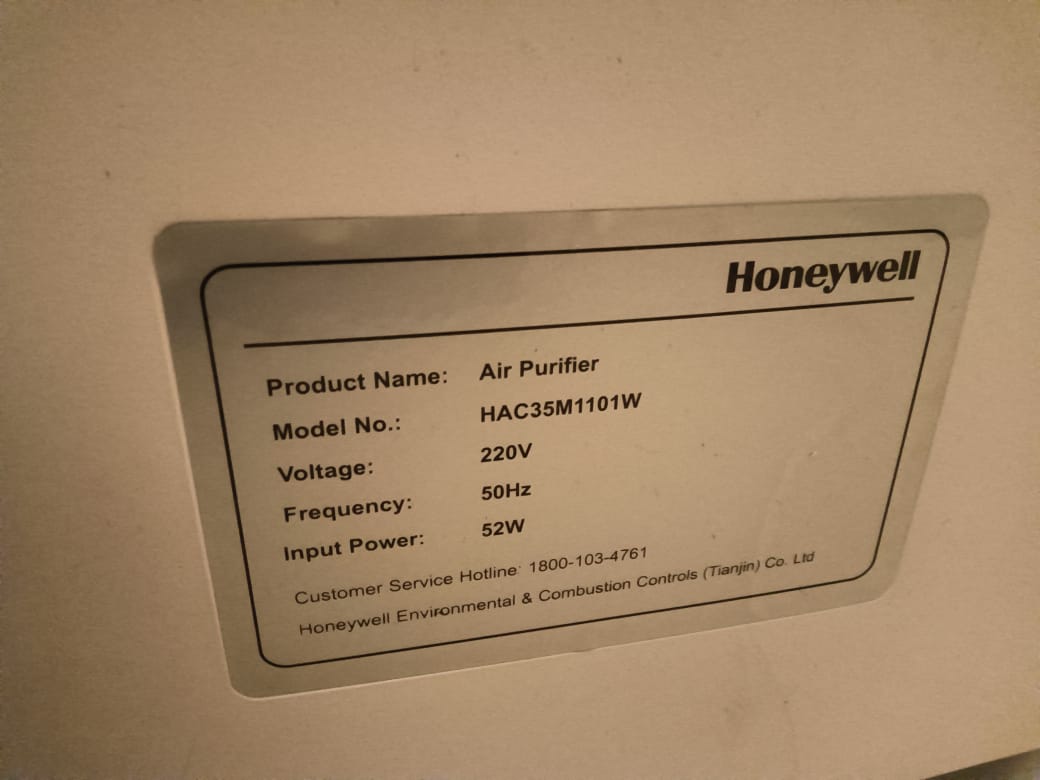 Honeywell
Product Name: Air Purifier
Model No.: HAC35M1101W
Voltage: 220V
Frequency: 50Hz
Input Power: 52W
Customer Service Hotline: 1800-103-4761
Honeywell Environmental & Combustion Controls (Tianjin) Co. Ltd